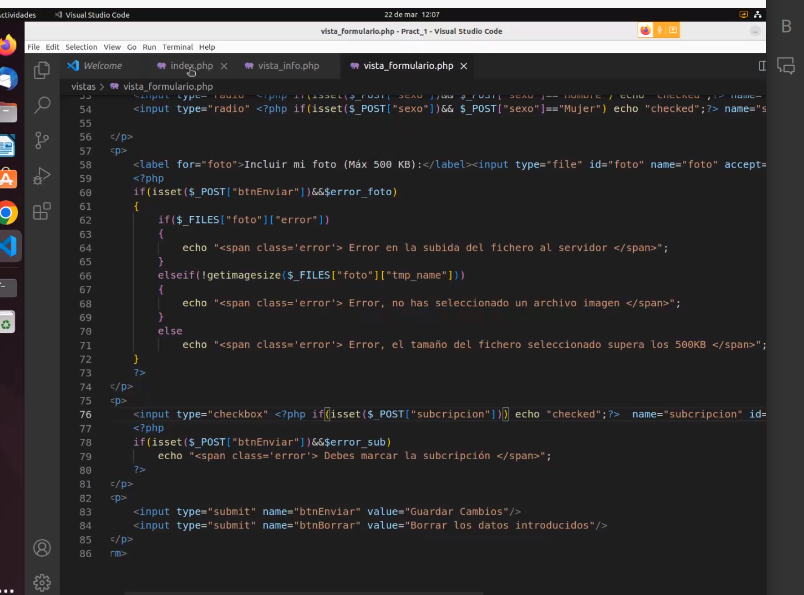 Actividades
Visual Studio Code
22 de mar 12:07
vista_formulario.php - Pract_1 - Visual Studio Code
File Edit Selection View Go Run Terminal Help
Welcome
index.php
vista_info.php
vista_formulario.php
vistas > vista_formulario.php
53 <input type="radio" <?php if(isset($_POST["sexo"])&& $_POST["sexo"]=="Hombre") echo "checked";?> name=
54 <input type="radio" <?php if(isset($_POST["sexo"])&& $_POST["sexo"]=="Mujer") echo "checked";?> name="s
55
56 </p>
57 <p>
58 <label for="foto">Incluir mi foto (Máx 500 KB):</label><input type="file" id="foto" name="foto" accept=
59 <?php
60 if(isset($_POST["btnEnviar"])&&$error_foto)
61 {
62 if($_FILES["foto"]["error"])
63 {
64 echo "<span class='error'> Error en la subida del fichero al servidor </span>";
65 }
66 elseif(!getimagesize($_FILES["foto"]["tmp_name"]))
67 {
68 echo "<span class='error'> Error, no has seleccionado un archivo imagen </span>";
69 }
70 else
71 echo "<span class='error'> Error, el tamaño del fichero seleccionado supera los 500KB </span>";
72 }
73 ?>
74 </p>
75 <p>
76 <input type="checkbox" <?php if(isset($_POST["subcripcion"])) echo "checked";?> name="subcripcion" id=
77 <?php
78 if(isset($_POST["btnEnviar"])&&$error_sub)
79 echo "<span class='error'> Debes marcar la subcripción </span>";
80 ?>
81 </p>
82 <p>
83 <input type="submit" name="btnEnviar" value="Guardar Cambios"/>
84 <input type="submit" name="btnBorrar" value="Borrar los datos introducidos"/>
85 </p>
86 rm>
B